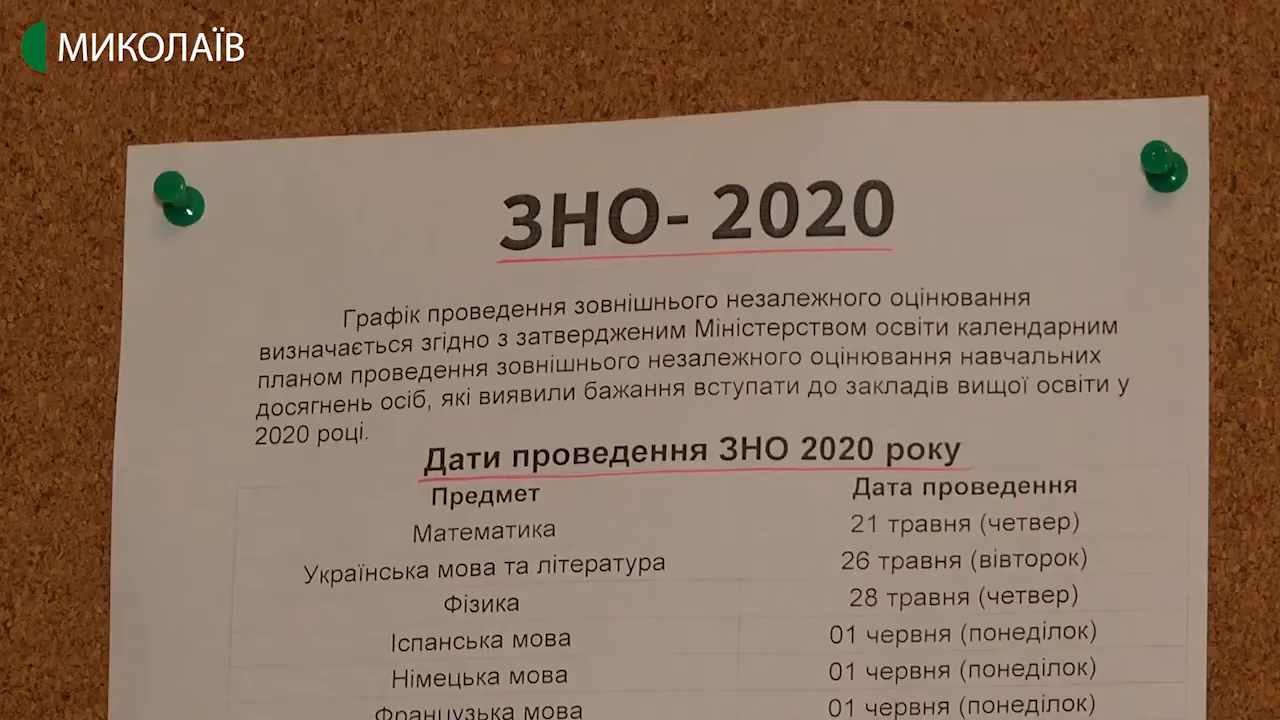 МИКОЛАЇВ
ЗНО- 2020
Графік проведення зовнішнього незалежного оцінювання
визначається згідно з затвердженим Міністерством освіти календарним
планом проведення зовнішнього незалежного оцінювання навчальних
досягнень осіб, які виявили бажання вступати до закладів вищої освіти у
2020 році.
Дати проведення ЗНО 2020 року
Предмет Дата проведення
Математика 21 травня (четвер)
Українська мова та література 26 травня (вівторок)
Фізика 28 травня (четвер)
Іспанська мова 01 червня (понеділок)
Німецька мова 01 червня (понеділок)
Французька мова 01 червня (понеділок)